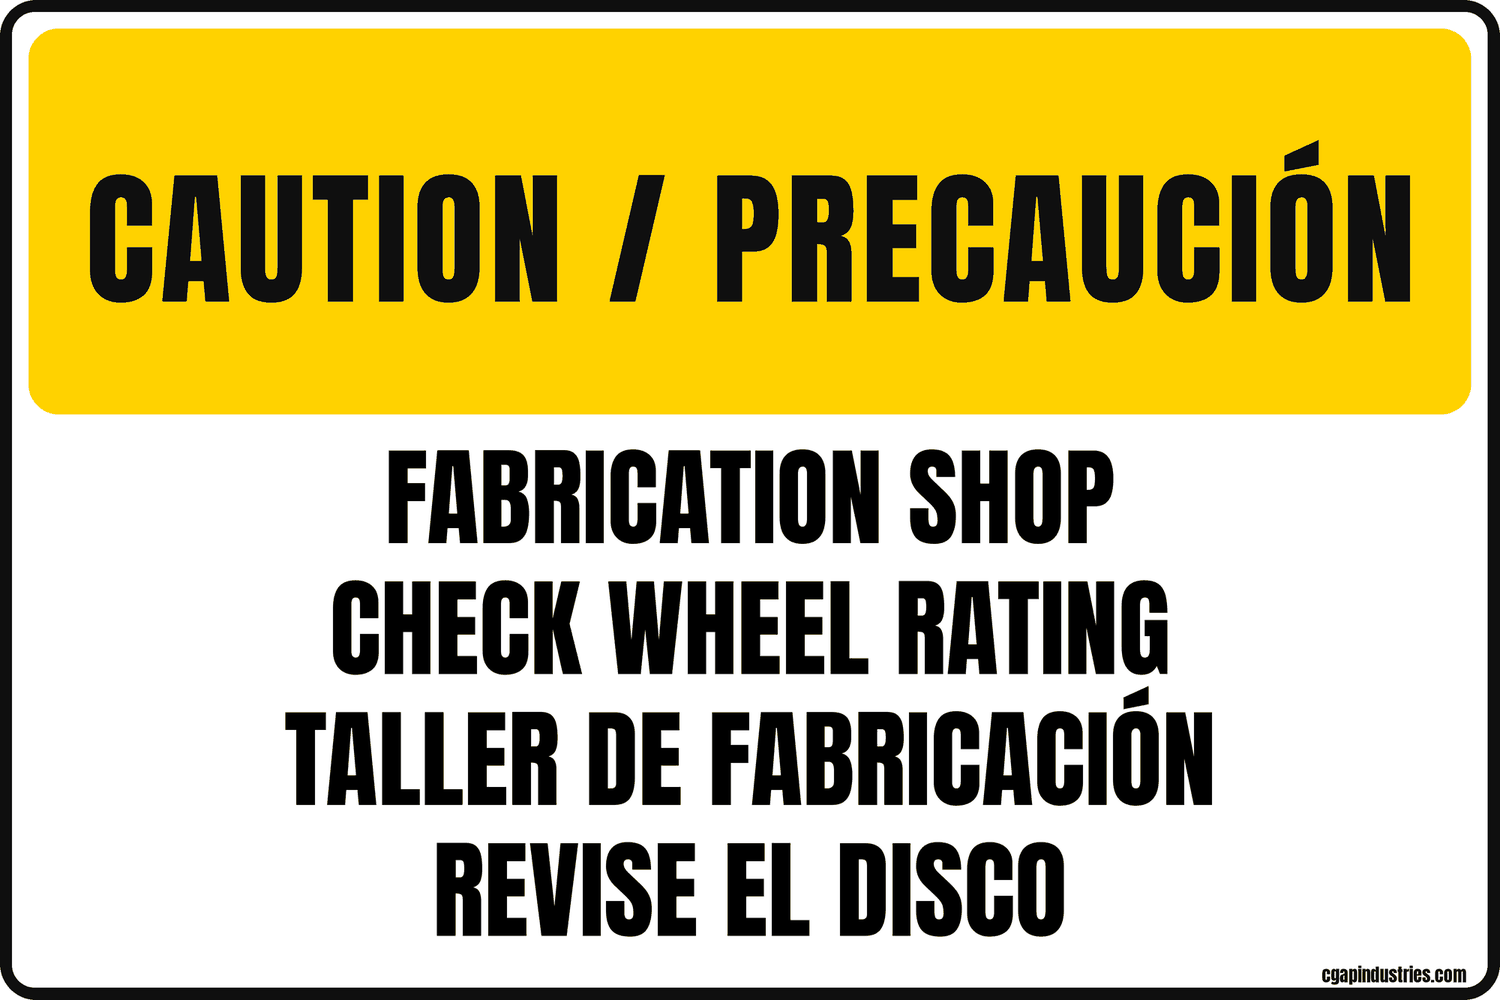 CAUTION / PRECAUCIÓN
FABRICATION SHOP
CHECK WHEEL RATING
TALLER DE FABRICACIÓN
REVISE EL DISCO
cgapindustries.com